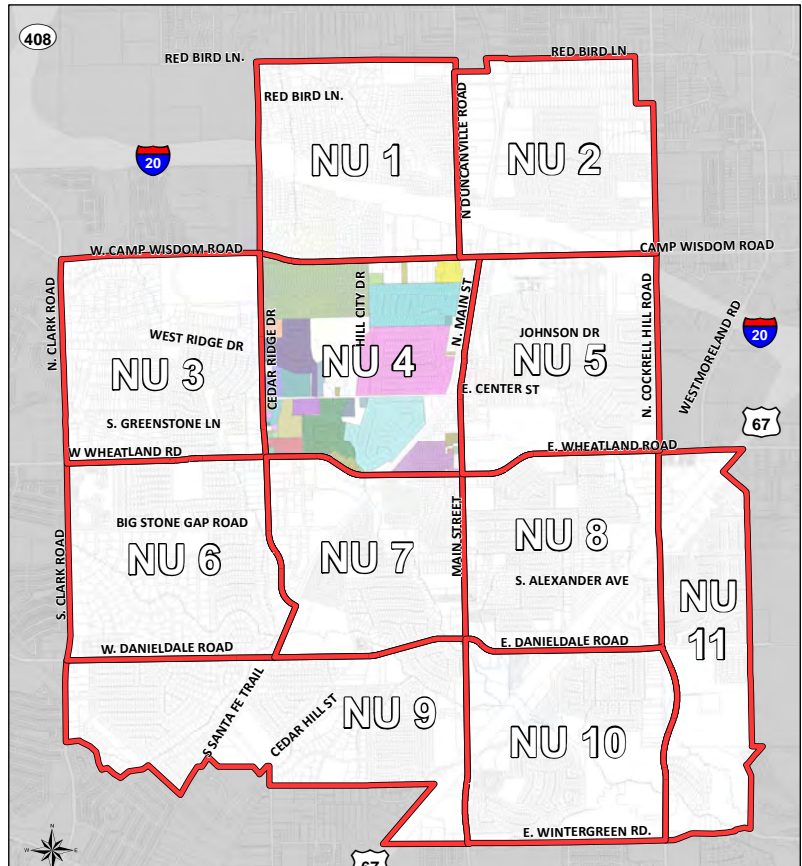 408
RED BIRD LN.
RED BIRD LN
RED BIRD LN.
N DUNCANVILLE ROAD
NU 1
NU 2
20
W. CAMP WISDOM ROAD
CAMP WISDOM ROAD
N. CLARK ROAD
HILL CITY DR
N. MAIN ST
N. COCKRELL HILL ROAD
WESTMORELAND RD
20
WEST RIDGE DR
CEDAR RIDGE DR
JOHNSON DR
NU 3
NU 4
NU 5
E. CENTER ST
S. GREENSTONE LN
67
W WHEATLAND RD
E. WHEATLAND ROAD
S. CLARK ROAD
BIG STONE GAP ROAD
MAIN STREET
NU 6
NU 7
NU 8
S. ALEXANDER AVE
NU
11
W. DANIELDALE ROAD
E. DANIELDALE ROAD
S SANTA FE TRAIL
CEDAR HILL ST
NU 9
NU 10
E. WINTERGREEN RD.
N
W
E
67